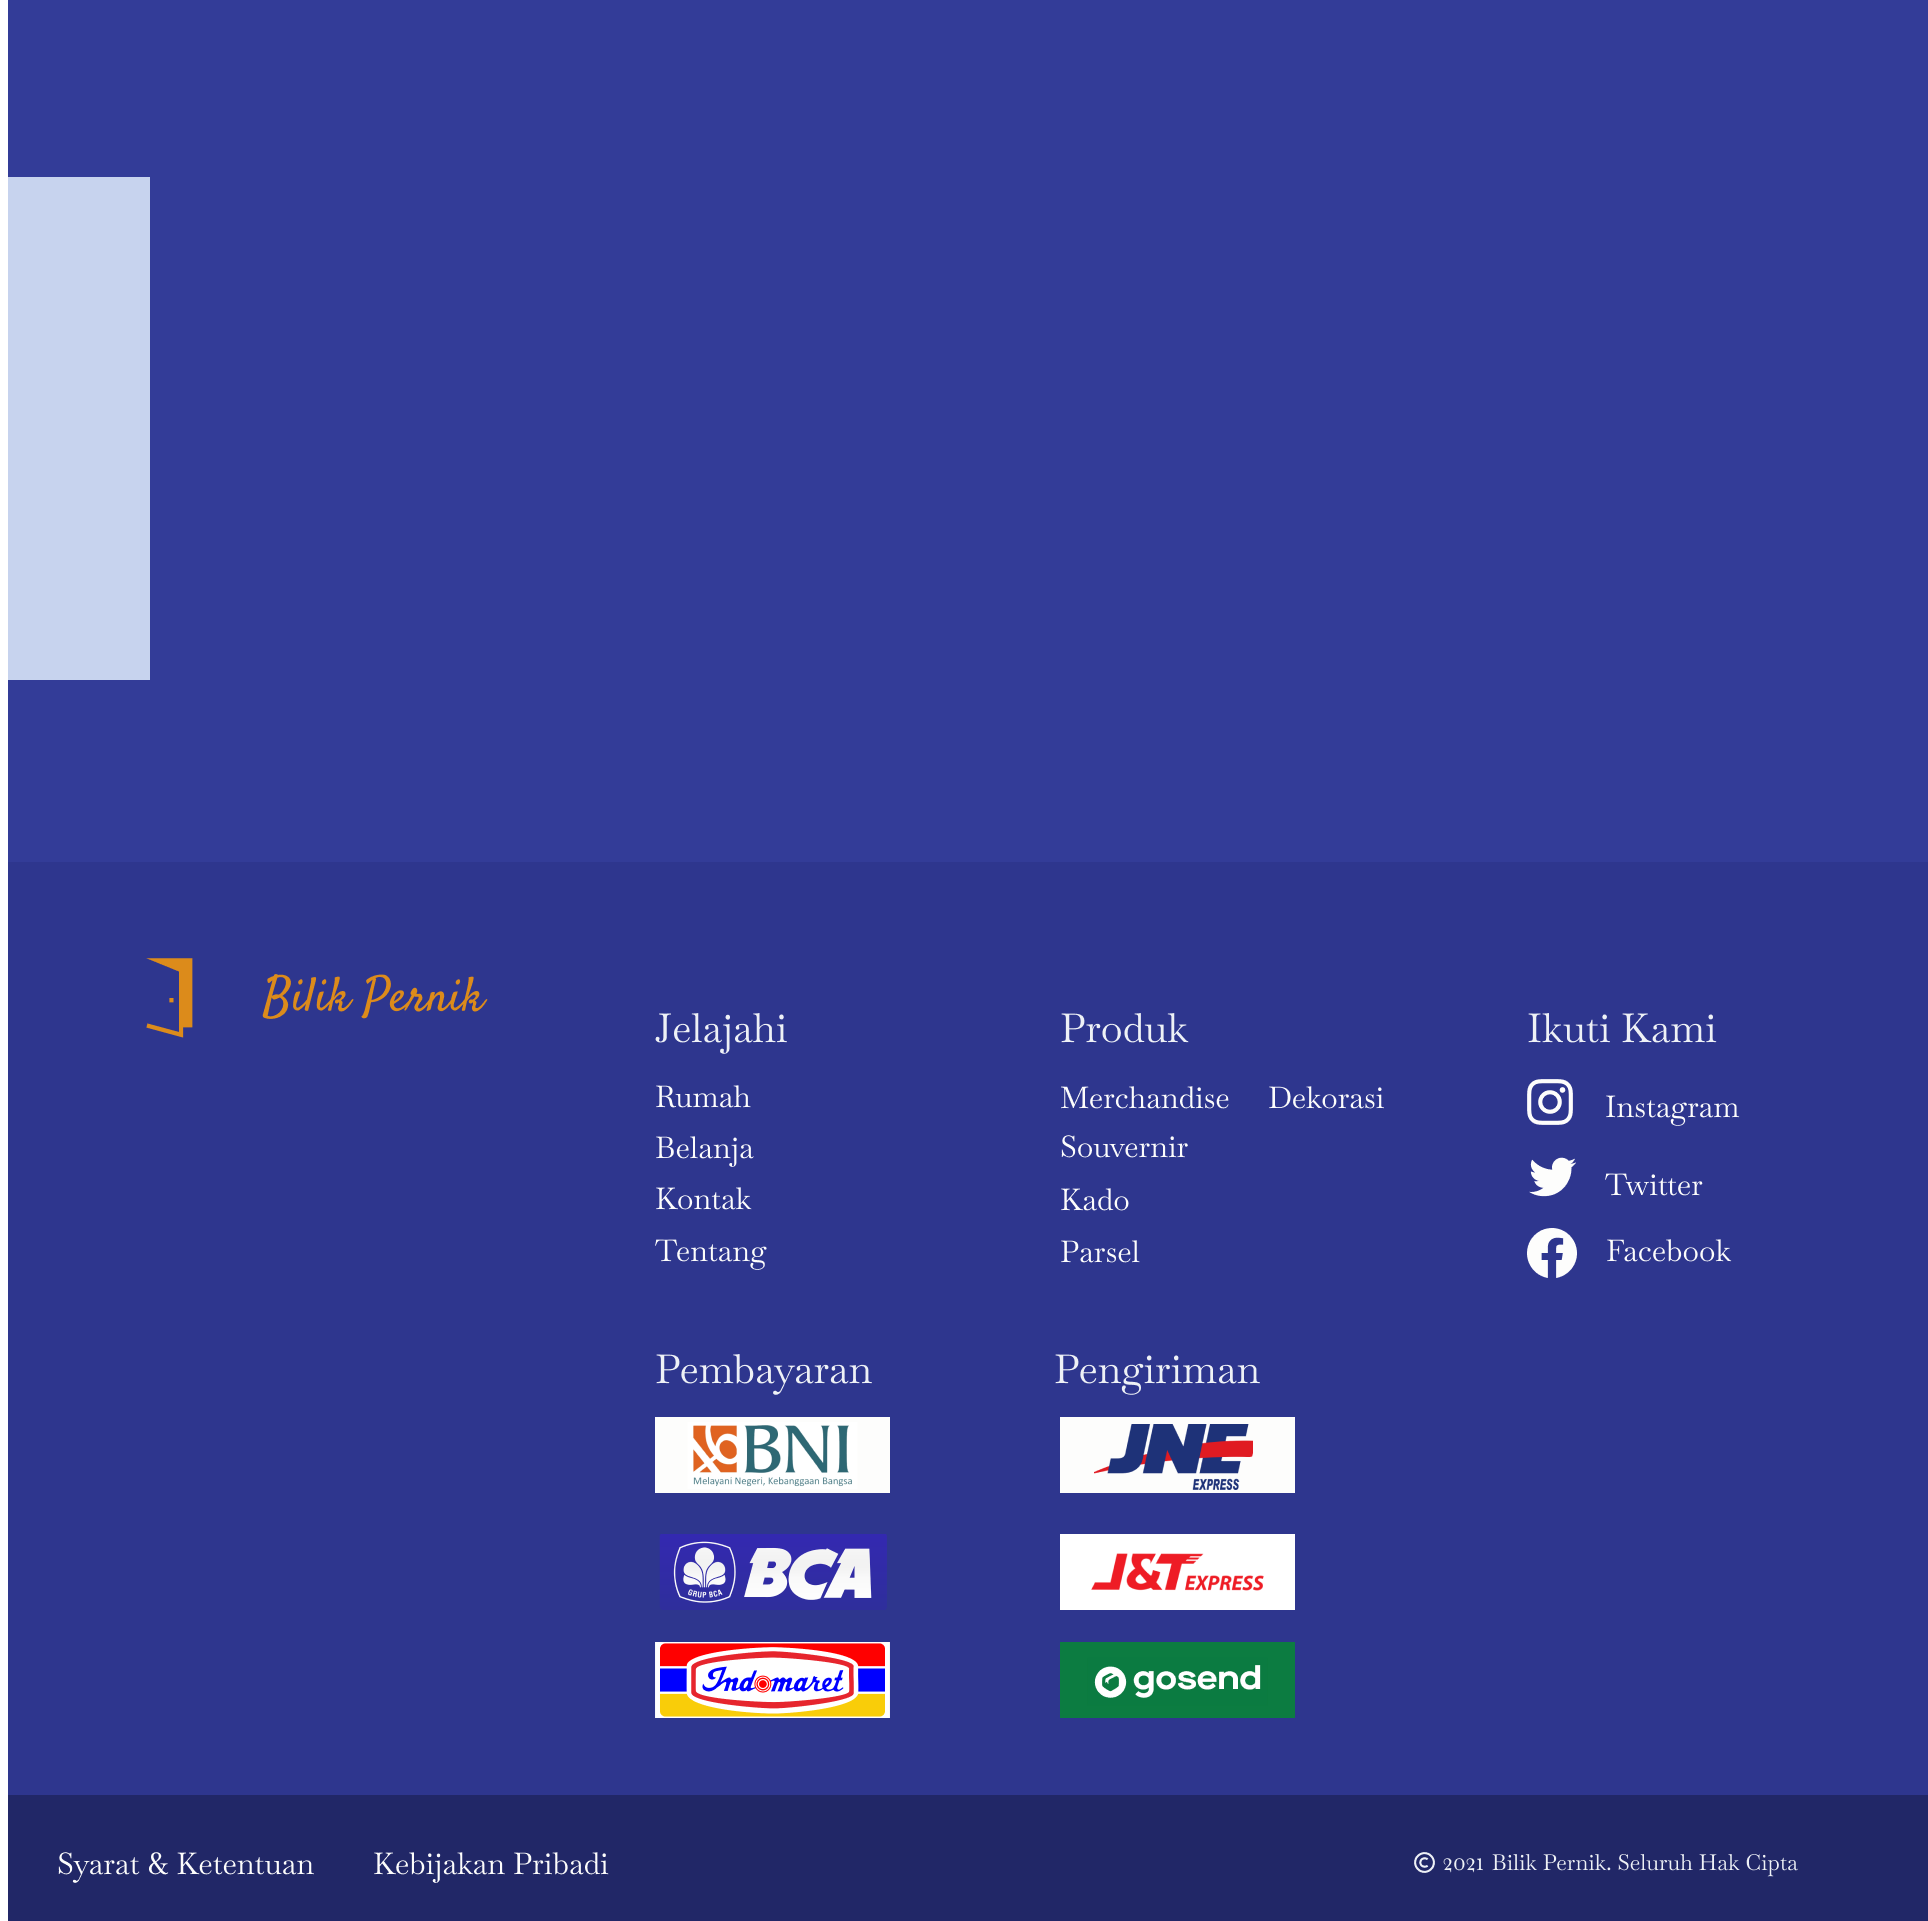 Bilik Pernik
Jelajahi
Rumah
Belanja
Kontak
Tentang
Produk
Merchandise Dekorasi
Souvernir
Kado
Parsel
Ikuti Kami
Instagram
Twitter
Facebook
Pembayaran
BNI
Melayani Negeri, Kebanggaan Bangsa
GRUP BCA
BCA
Indomaret
Pengiriman
JNE
EXPRESS
J&T EXPRESS
gosend
Syarat & Ketentuan Kebijakan Pribadi
© 2021 Bilik Pernik. Seluruh Hak Cipta